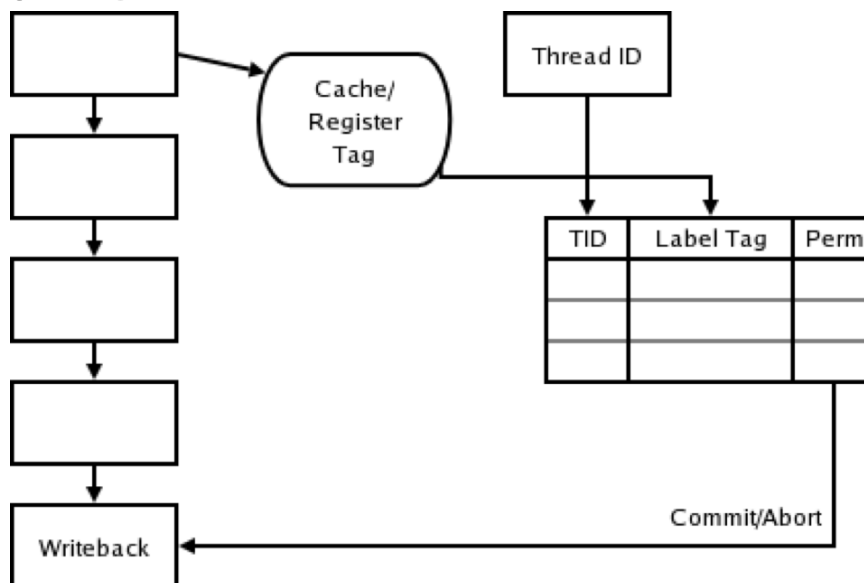 Thread ID
Cache/
Register
Tag
TID Label Tag Perm
Commit/Abort
Writeback